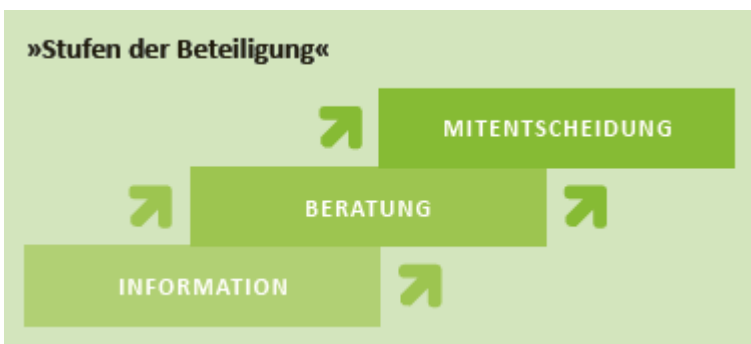 »Stufen der Beteiligung«
MITENTSCHEIDUNG
BERATUNG
INFORMATION